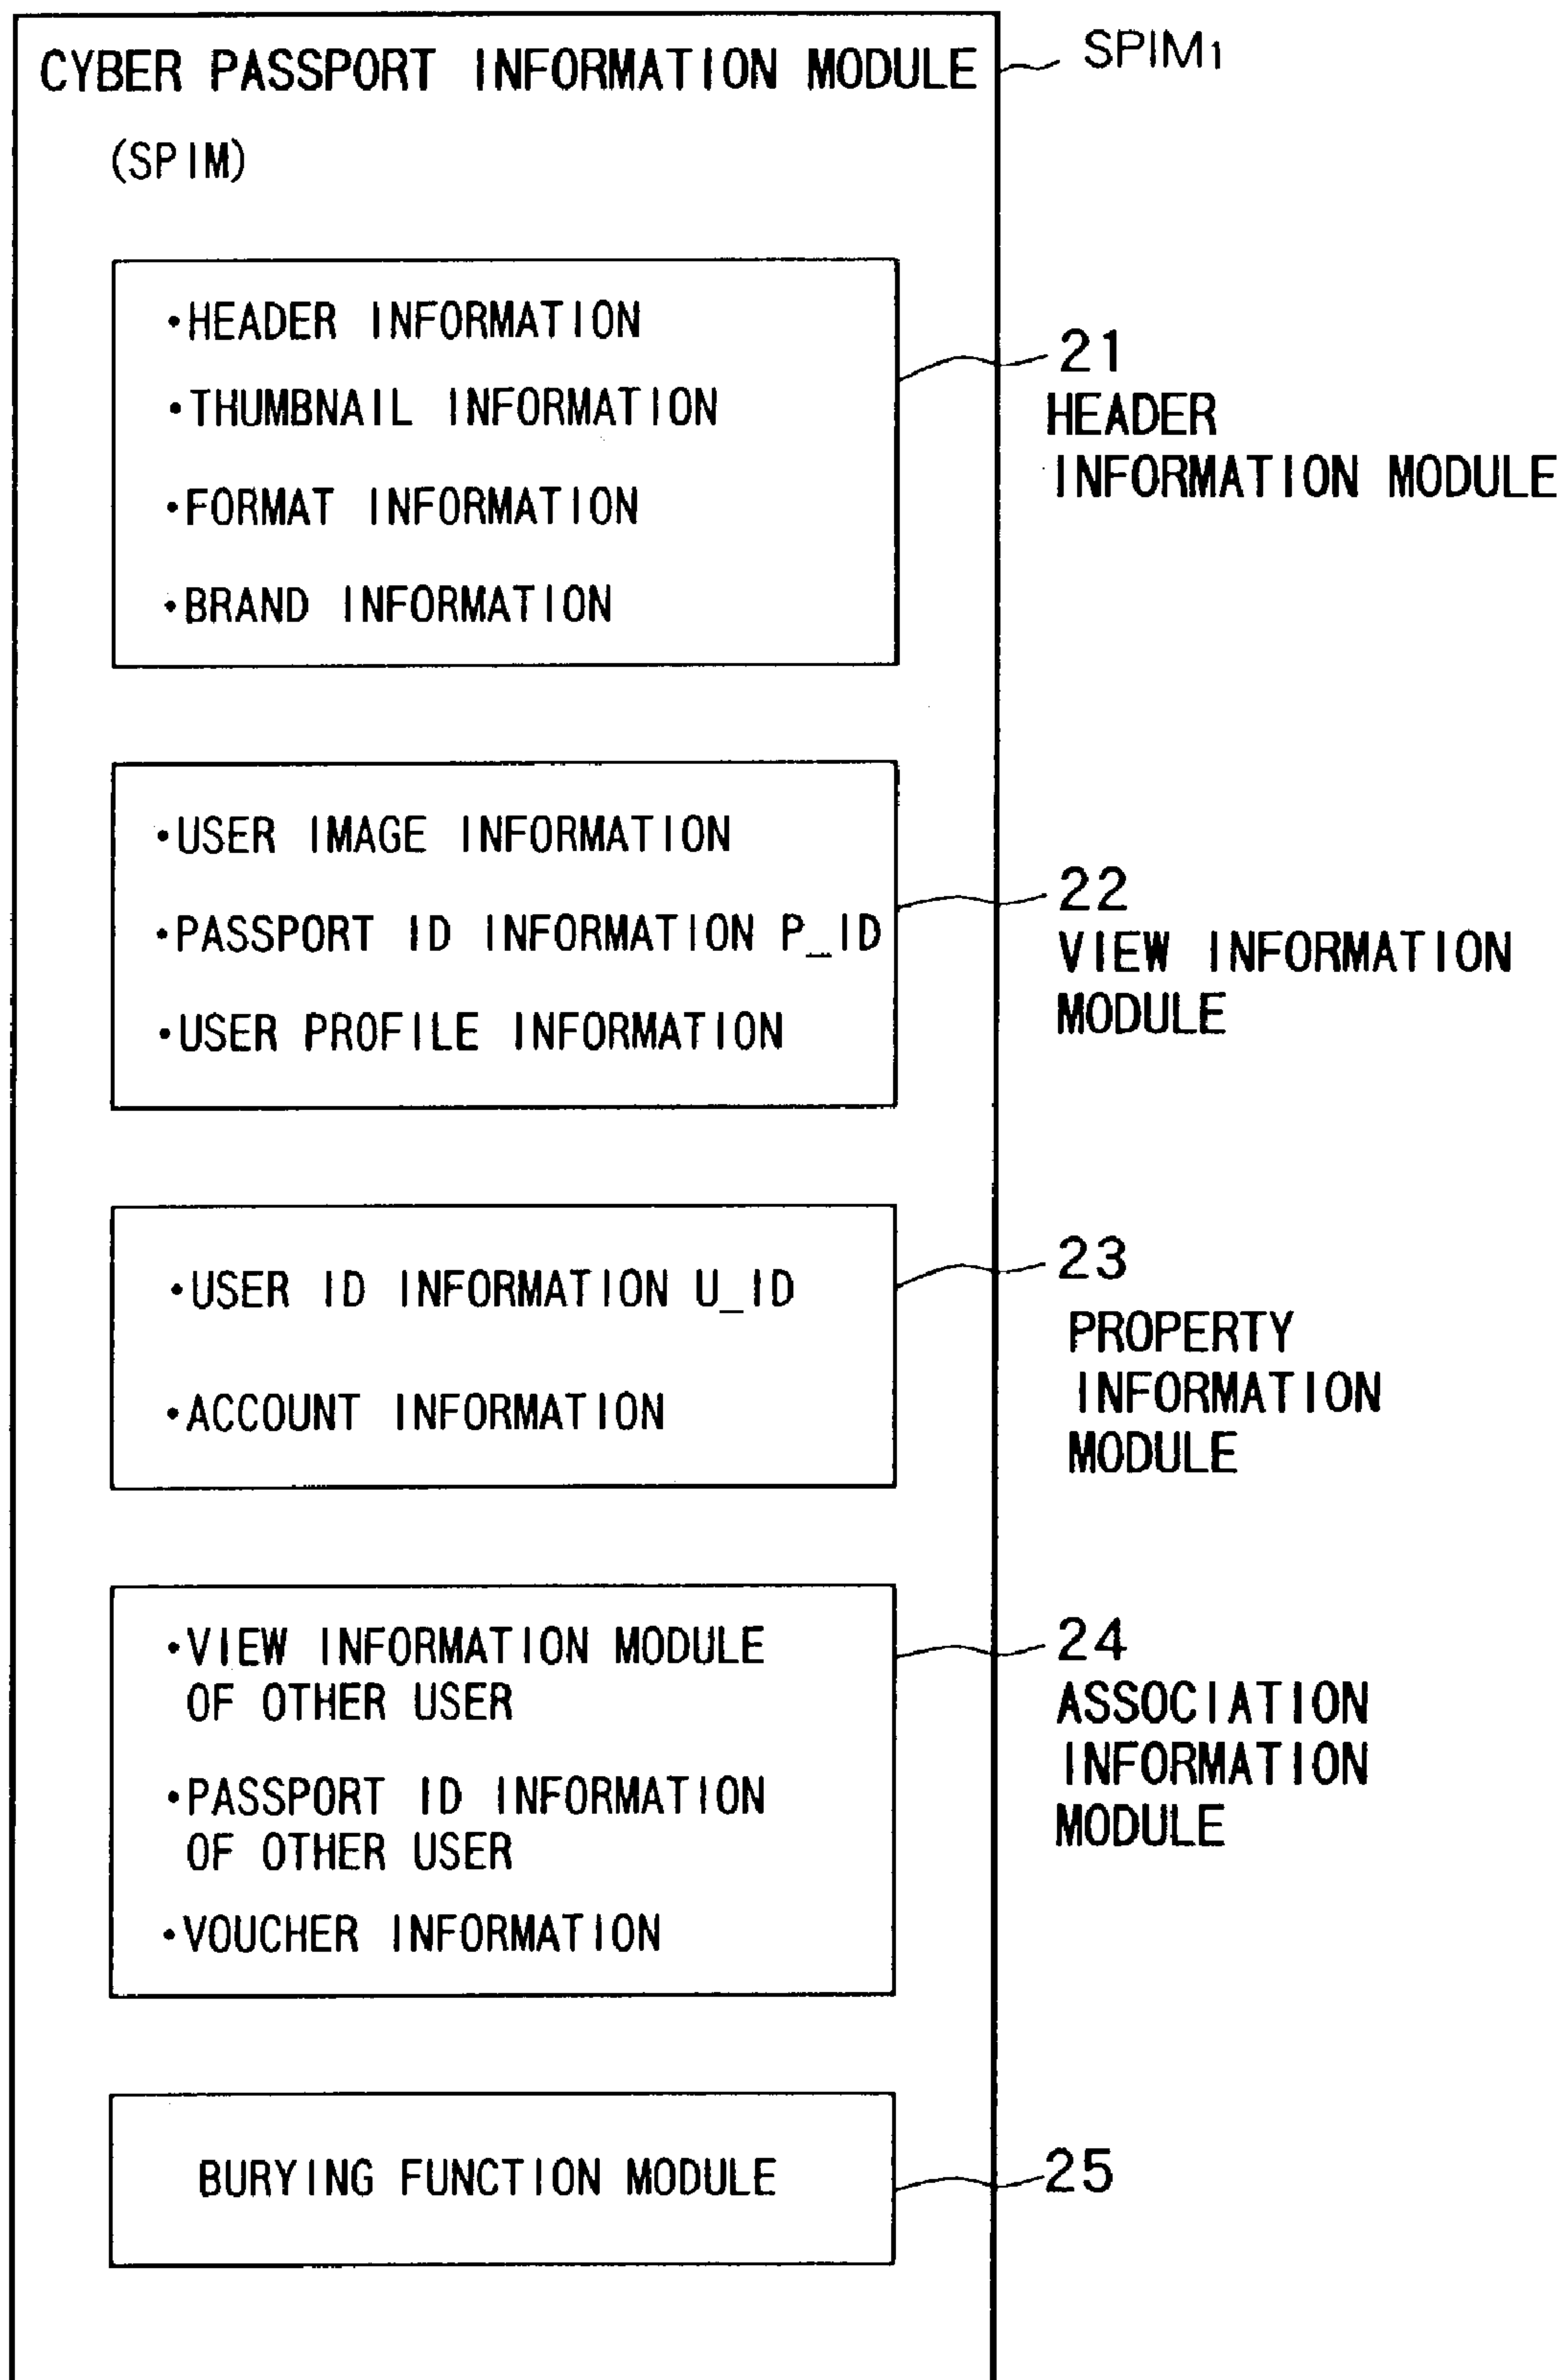 CYBER PASSPORT INFORMATION MODULE
SPIM1
(SPIM)
•HEADER INFORMATION
•THUMBNAIL INFORMATION
•FORMAT INFORMATION
•BRAND INFORMATION
21
HEADER
INFORMATION MODULE
•USER IMAGE INFORMATION
•PASSPORT ID INFORMATION P_ID
•USER PROFILE INFORMATION
22
VIEW INFORMATION
MODULE
•USER ID INFORMATION U_ID
•ACCOUNT INFORMATION
23
PROPERTY
INFORMATION
MODULE
•VIEW INFORMATION MODULE
OF OTHER USER
•PASSPORT ID INFORMATION
OF OTHER USER
•VOUCHER INFORMATION
24
ASSOCIATION
INFORMATION
MODULE
BURYING FUNCTION MODULE
25